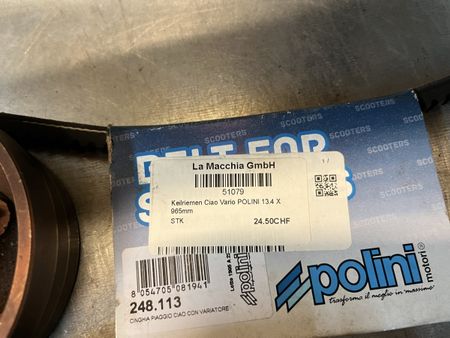 SCOOTERS
SCOOTERS
SCOOTERS
SCOOTERS
BELT FOR
La Macchia GmbH
51079
Keilriemen Ciao Vario POLINI 13.4 X
965mm
STK
24.50CHF
8 054705 081941
248.113
CINGHIA PIAGGIO CIAO CON VARIATORE
polini
motori
®
trasforma il meglio in "massimo"